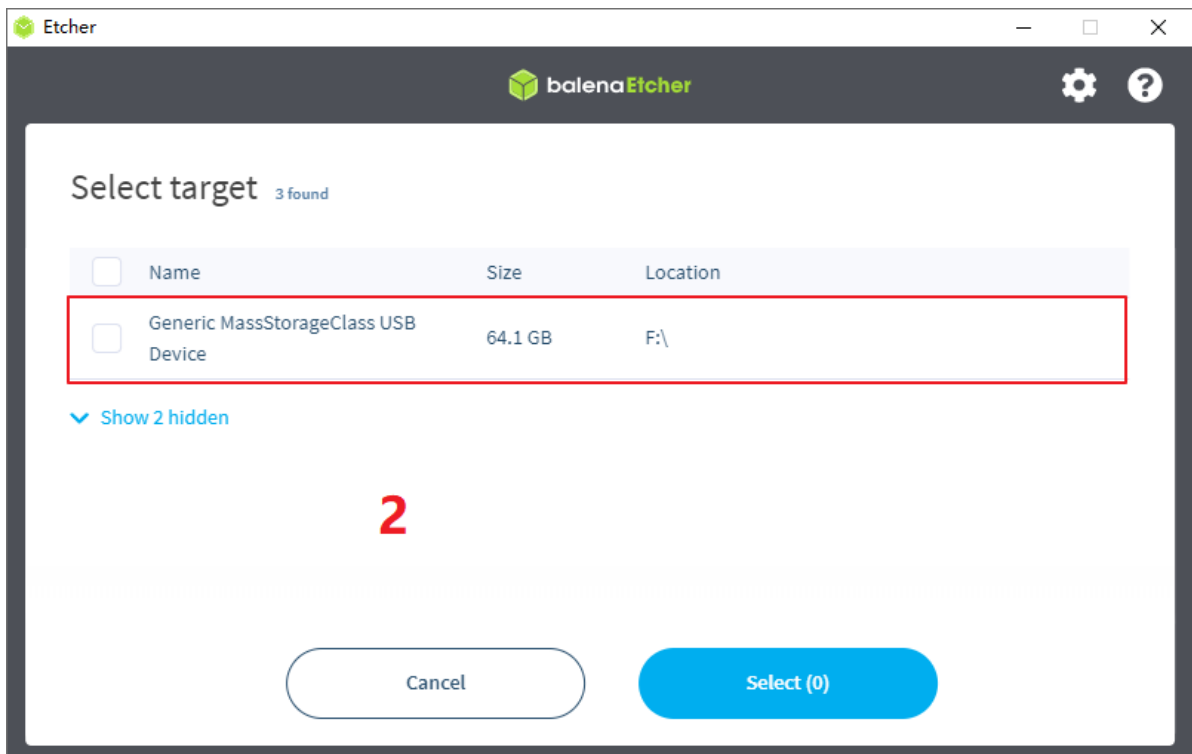 Etcher
balenaEtcher
Select target 3 found
Name Size Location
Generic MassStorageClass USB
Device
64.1 GB F:\
Show 2 hidden
2
Cancel Select (0)